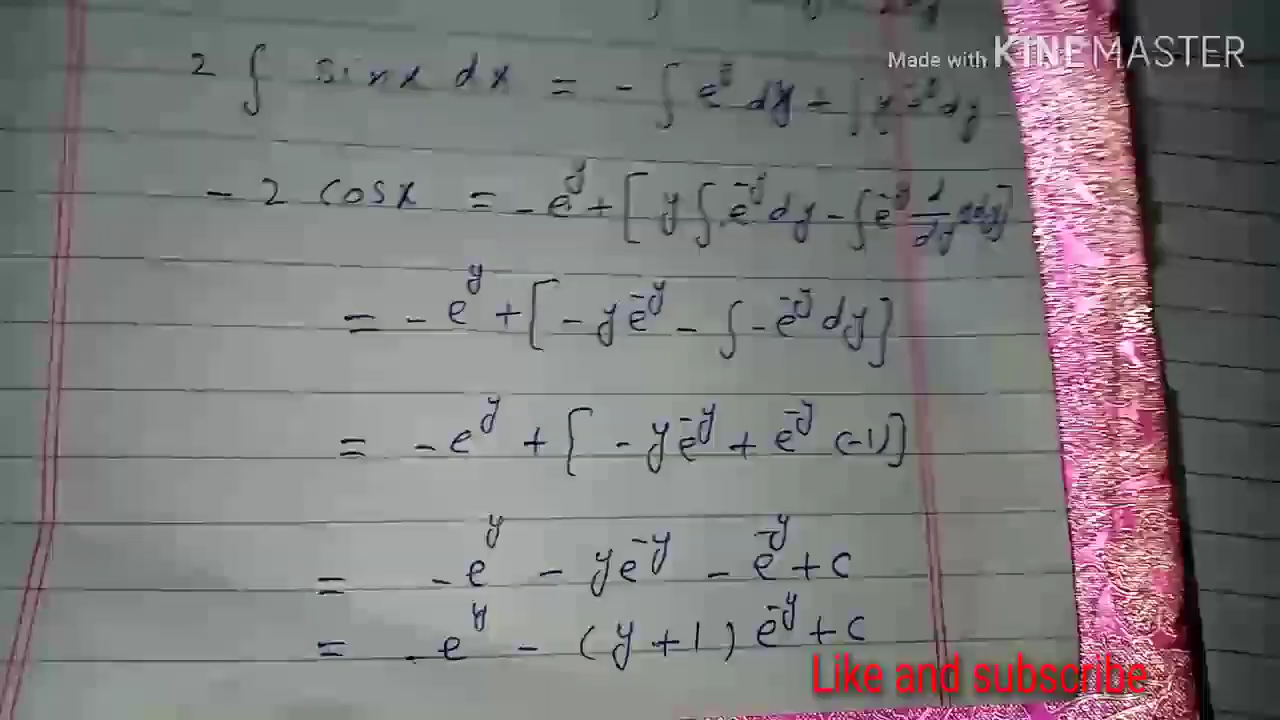 Made with KINEMASTER
2 ∫ sinx dx = - ∫ e^y dy + ∫ y e^-y dy
- 2 cosx = - e^y + [ y ∫ e^-y dy - ∫ e^-y d/dy dy]
= - e^y + [ - y e^-y - ∫ - e^-y dy ]
= - e^y + [ - y e^-y + e^-y (-1) ]
= - e^y - y e^-y - e^-y + c
= - e^y - (y + 1) e^-y + c
Like and subscribe